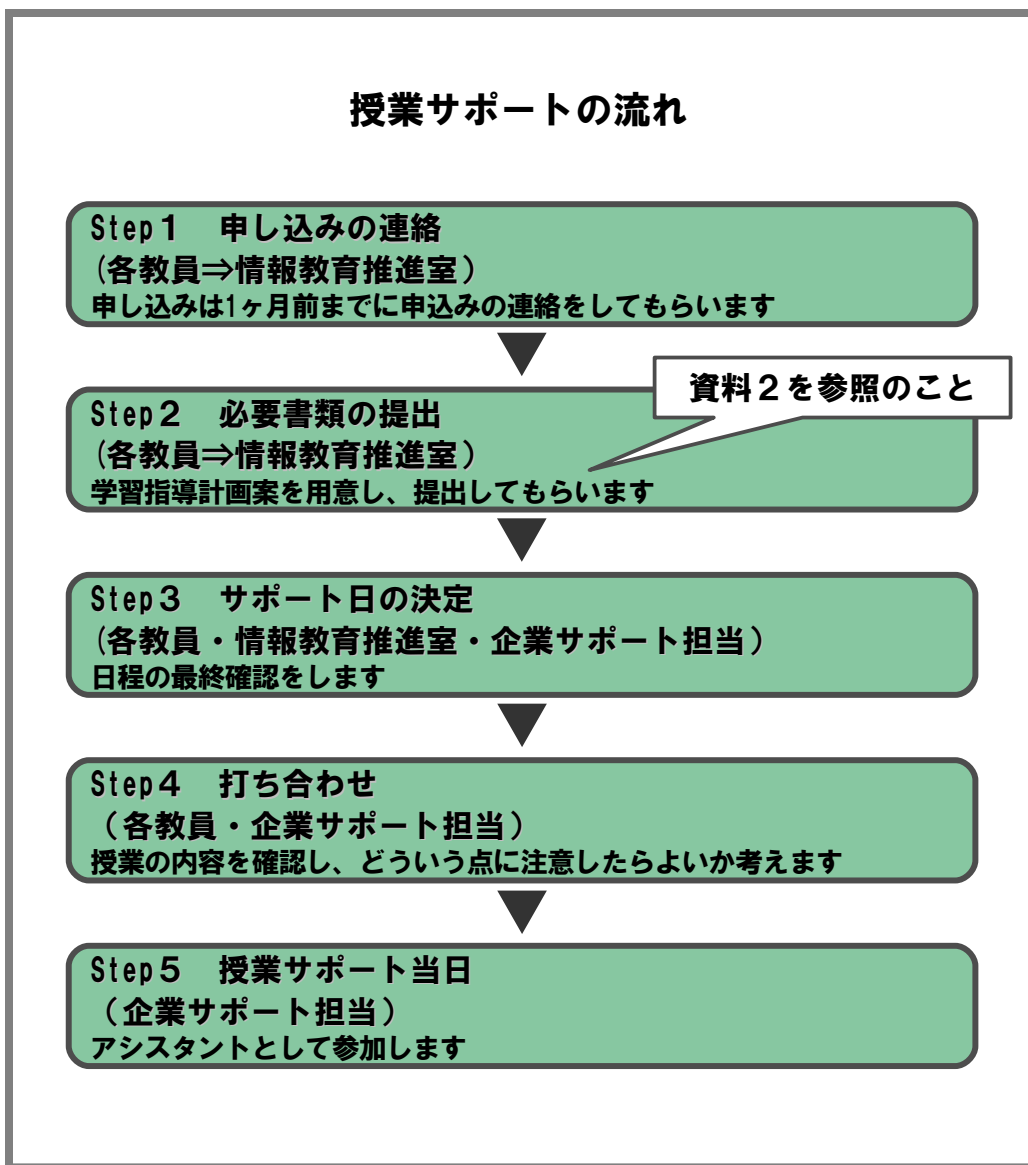 授業サポートの流れ
Step1　申し込みの連絡
(各教員⇒情報教育推進室)
申し込みは1ヶ月前までに申込みの連絡をしてもらいます
資料2を参照のこと
Step2　必要書類の提出
(各教員⇒情報教育推進室)
学習指導計画案を用意し、提出してもらいます
Step3　サポート日の決定
(各教員・情報教育推進室・企業サポート担当)
日程の最終確認をします
Step4　打ち合わせ
（各教員・企業サポート担当）
授業の内容を確認し、どういう点に注意したらよいか考えます
Step5　授業サポート当日
（企業サポート担当）
アシスタントとして参加します